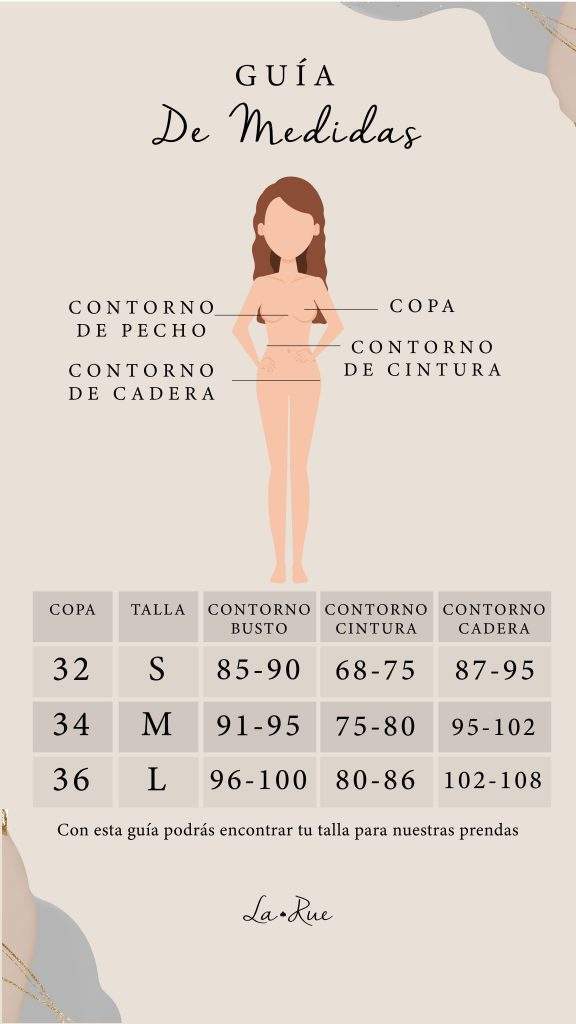 GUÍA
De Medidas
CONTORNO
DE PECHO
COPA
CONTORNO
DE CINTURA
CONTORNO
DE CADERA
COPA TALLA CONTORNO BUSTO CONTORNO CINTURA CONTORNO CADERA
32 S 85-90 68-75 87-95
34 M 91-95 75-80 95-102
36 L 96-100 80-86 102-108
Con esta guía podrás encontrar tu talla para nuestras prendas
La♠Rue